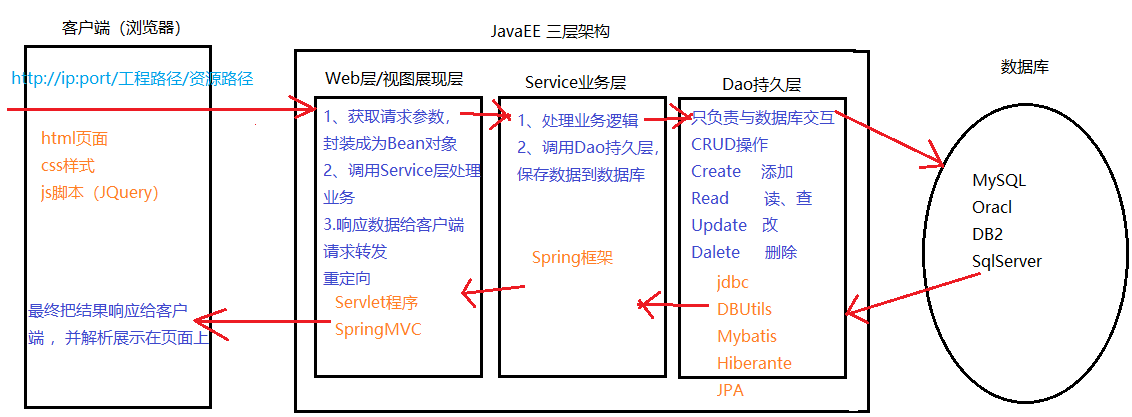 客户端（浏览器）
http://ip:port/工程路径/资源路径
html页面
css样式
js脚本（JQuery）
最终把结果响应给客户
端 ，并解析展示在页面上
JavaEE 三层架构
Web层/视图展现层
1、获取请求参数，
封装成为Bean对象
2、调用Service层处理
业务
3.响应数据给客户端
请求转发
重定向
Servlet程序
SpringMVC
Service业务层
1、处理业务逻辑
2、调用Dao持久层，
保存数据到数据库
Spring框架
Dao持久层
只负责与数据库交互
CRUD操作
Create 添加
Read 读、查
Update 改
Dalete 删除
jdbc
DBUtils
Mybatis
Hiberante
JPA
数据库
MySQL
Oracl
DB2
SqlServer